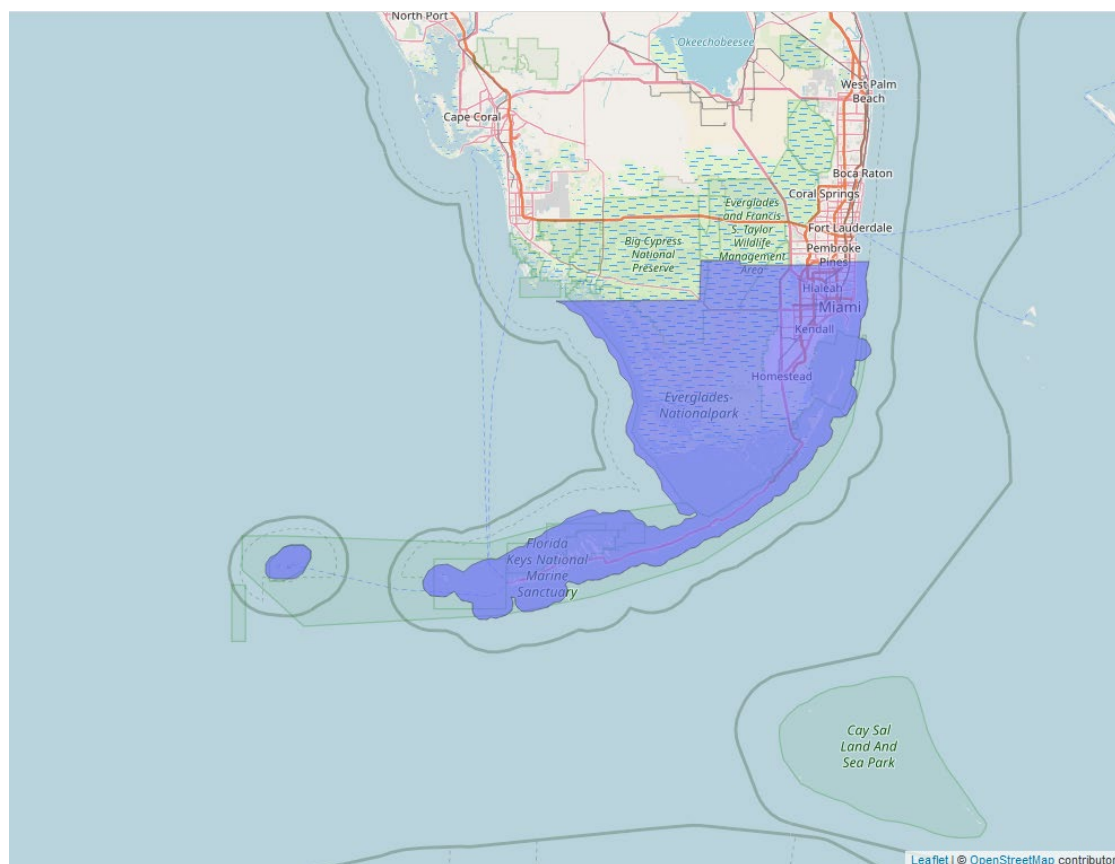 North Port
Okeechobeesee
West Palm
Beach
Cape Coral
Boca Raton
Coral Springs
Everglades
and Francis
S. Taylor
Wildlife
Management
Area
Fort Lauderdale
Big Cypress
National
Preserve
Pembroke
Pines
Hialeah
Miami
Kendall
Homestead
Everglades-
Nationalpark
Florida
Keys National
Marine
Sanctuary
Cay Sal
Land And
Sea Park
Leaflet | © OpenStreetMap contributor